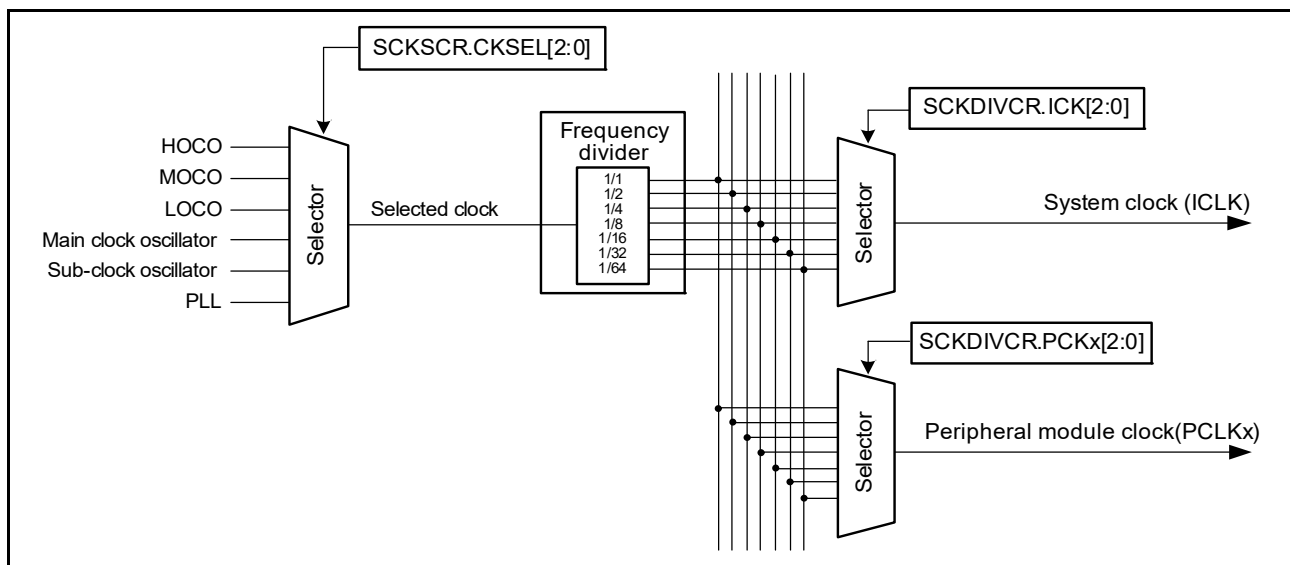 SCKSCR.CKSEL[2:0]
HOCO
MOCO
LOCO
Main clock oscillator
Sub-clock oscillator
PLL
Selector
Selected clock
Frequency
divider
1/1
1/2
1/4
1/8
1/16
1/32
1/64
SCKDIVCR.ICK[2:0]
Selector
System clock (ICLK)
SCKDIVCR.PCKx[2:0]
Selector
Peripheral module clock(PCLKx)